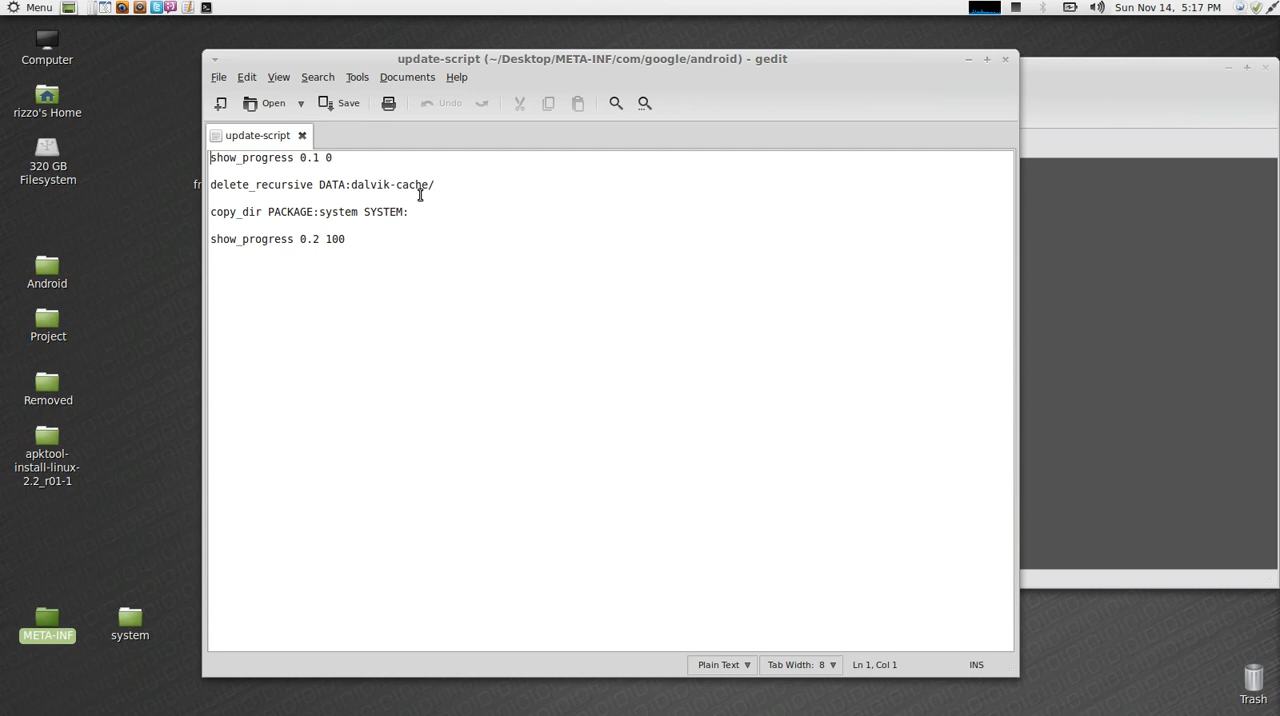 Menu
Sun Nov 14, 5:17 PM
Computer
rizzo's Home
320 GB
Filesystem
fr
Android
Project
Removed
apktool-
install-linux-
2.2_r01-1
META-INF
system
Trash
update-script (~/Desktop/META-INF/com/google/android) - gedit
File Edit View Search Tools Documents Help
Open Save Undo
update-script
show_progress 0.1 0
delete_recursive DATA:dalvik-cache/
copy_dir PACKAGE:system SYSTEM:
show_progress 0.2 100
Plain Text Tab Width: 8 Ln 1, Col 1 INS